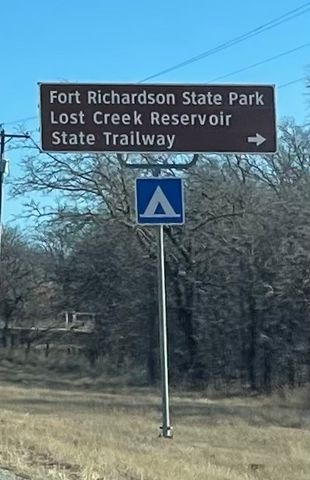 Fort Richardson State Park
Lost Creek Reservoir
State Trailway